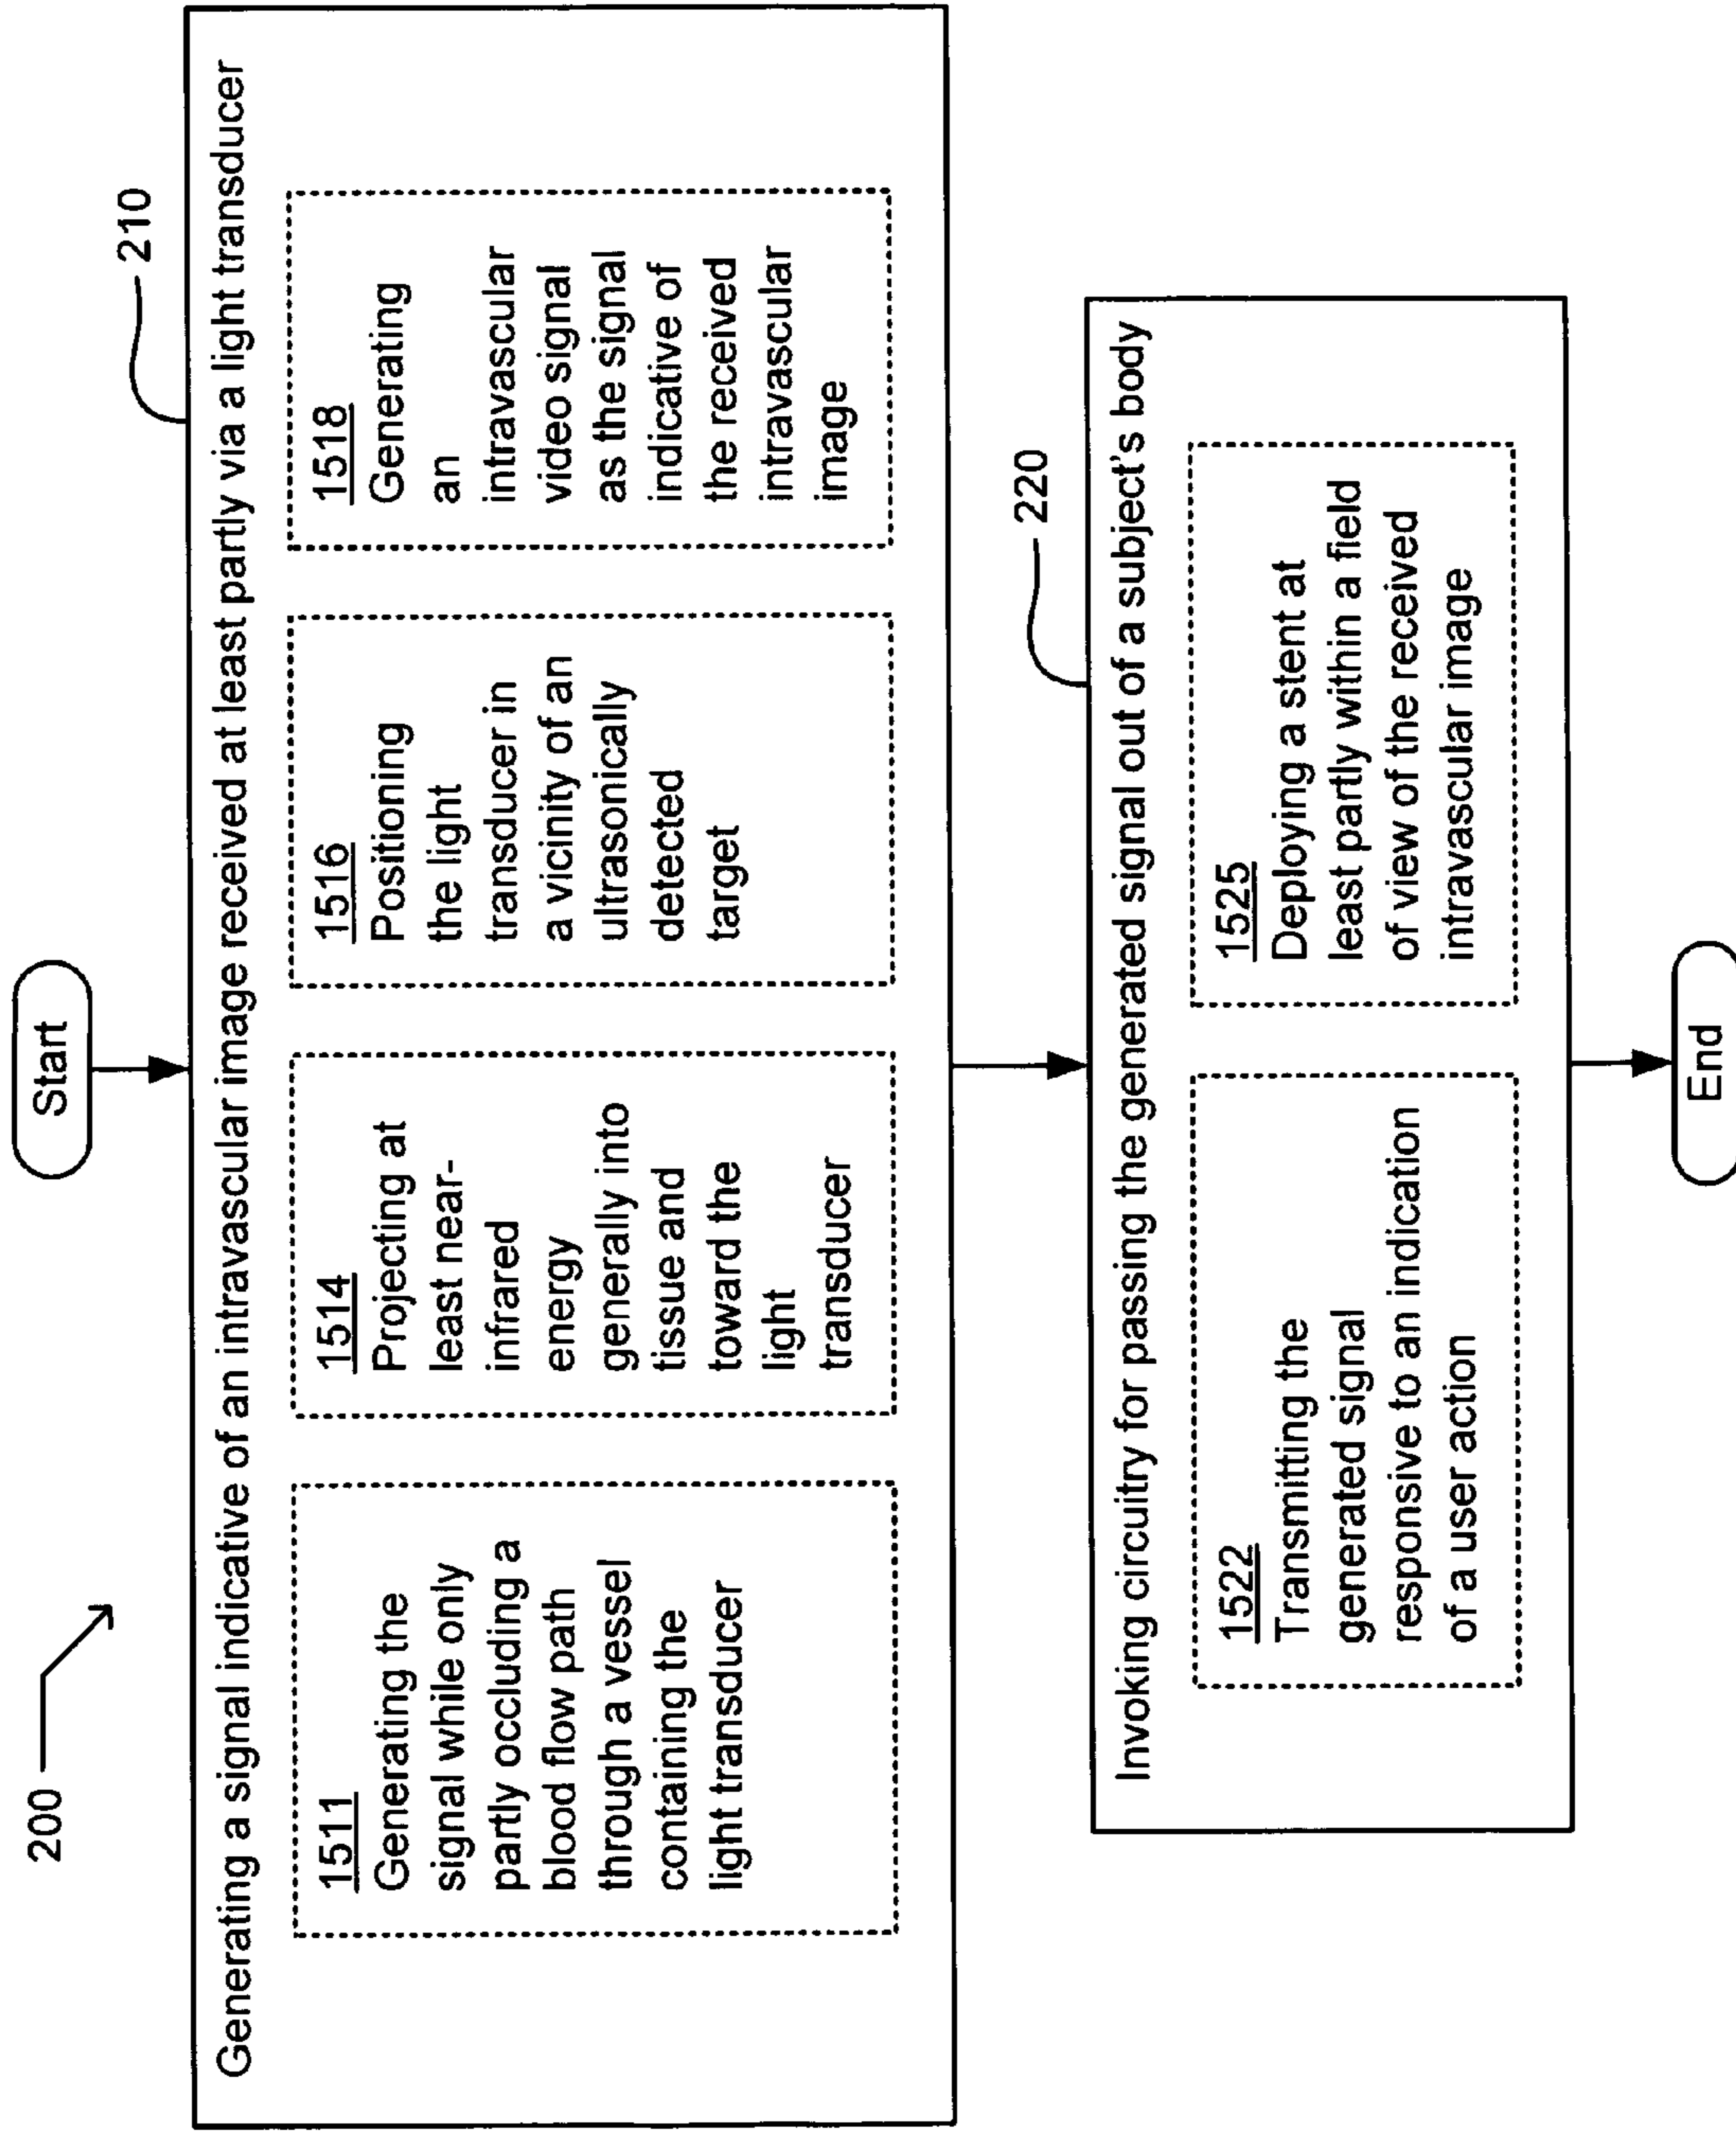 200
Start
210
Generating a signal indicative of an intravascular image received at least partly via a light transducer
1511
Generating the
signal while only
partly occluding a
blood flow path
through a vessel
containing the
light transducer
1514
Projecting at
least near-
infrared
energy
generally into
tissue and
toward the
light
transducer
1516
Positioning
the light
transducer in
a vicinity of an
ultrasonically
detected
target
1518
Generating
an
intravascular
video signal
as the signal
indicative of
the received
intravascular
image
220
Invoking circuitry for passing the generated signal out of a subject's body
1522
Transmitting the
generated signal
responsive to an indication
of a user action
1525
Deploying a stent at
least partly within a field
of view of the received
intravascular image
End